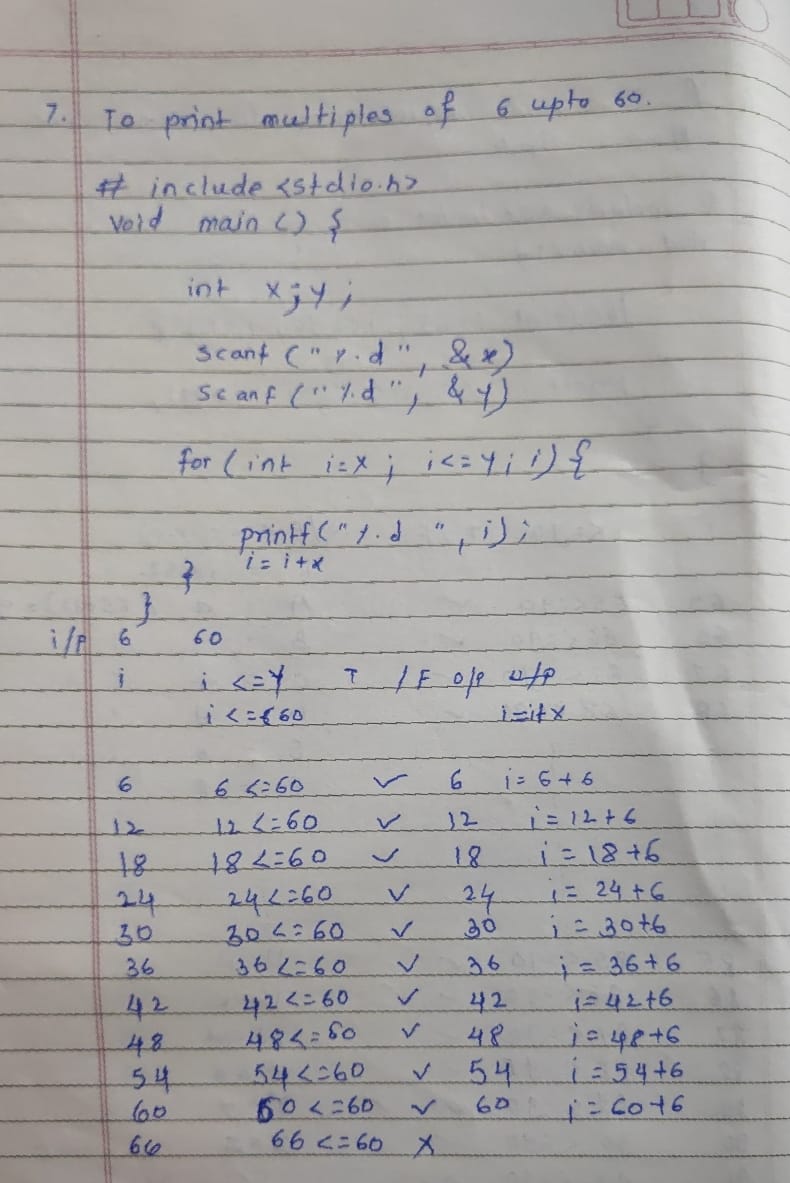 7. To print multiples of 6 upto 60.
# include <stdio.h>
void main () {
int x; y;
scanf ("%d", &x)
scanf ("%d", &y)
for (int i=x; i<=y; i) {
printf("%d ", i);
i = i+x
}
}
i/p 6 60
i i <=y T /F o/p u/p
i <= 60 i=i+x
6 6 <=60 ✓ 6 i= 6+6
12 12 <=60 ✓ 12 i = 12+6
18 18 <=60 ✓ 18 i = 18+6
24 24 <=60 ✓ 24 i = 24+6
30 30 <= 60 ✓ 30 i = 30+6
36 36 <=60 ✓ 36 i = 36+6
42 42 <=60 ✓ 42 i= 42+6
48 48 <=60 ✓ 48 i = 48+6
54 54 <=60 ✓ 54 i = 54+6
60 60 <=60 ✓ 60 i = 60+6
66 66 <=60 ✗